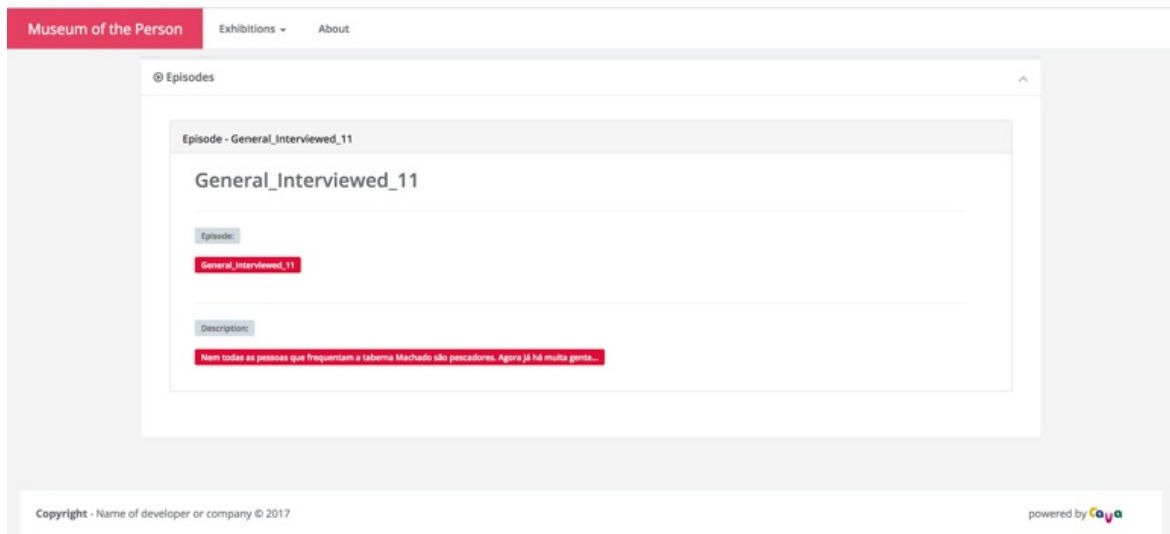 Museum of the Person Exhibitions About
Episodes
Episode - General_Interviewed_11
General_Interviewed_11
Episode:
General_Interviewed_11
Description:
Nem todas as pessoas que frequentam a taberna Machado são pescadores. Agora já há muita gente...
Copyright - Name of developer or company © 2017 powered by Cava